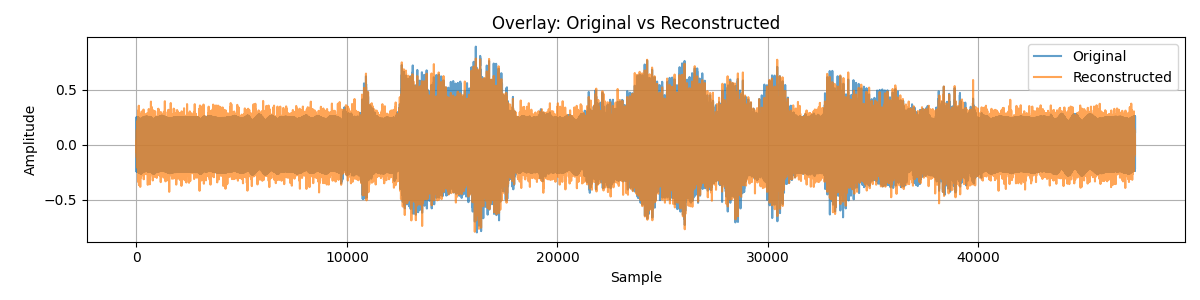 Overlay: Original vs Reconstructed
Original
Reconstructed
Amplitude
0.5
0.0
−0.5
0 10000 20000 30000 40000
Sample